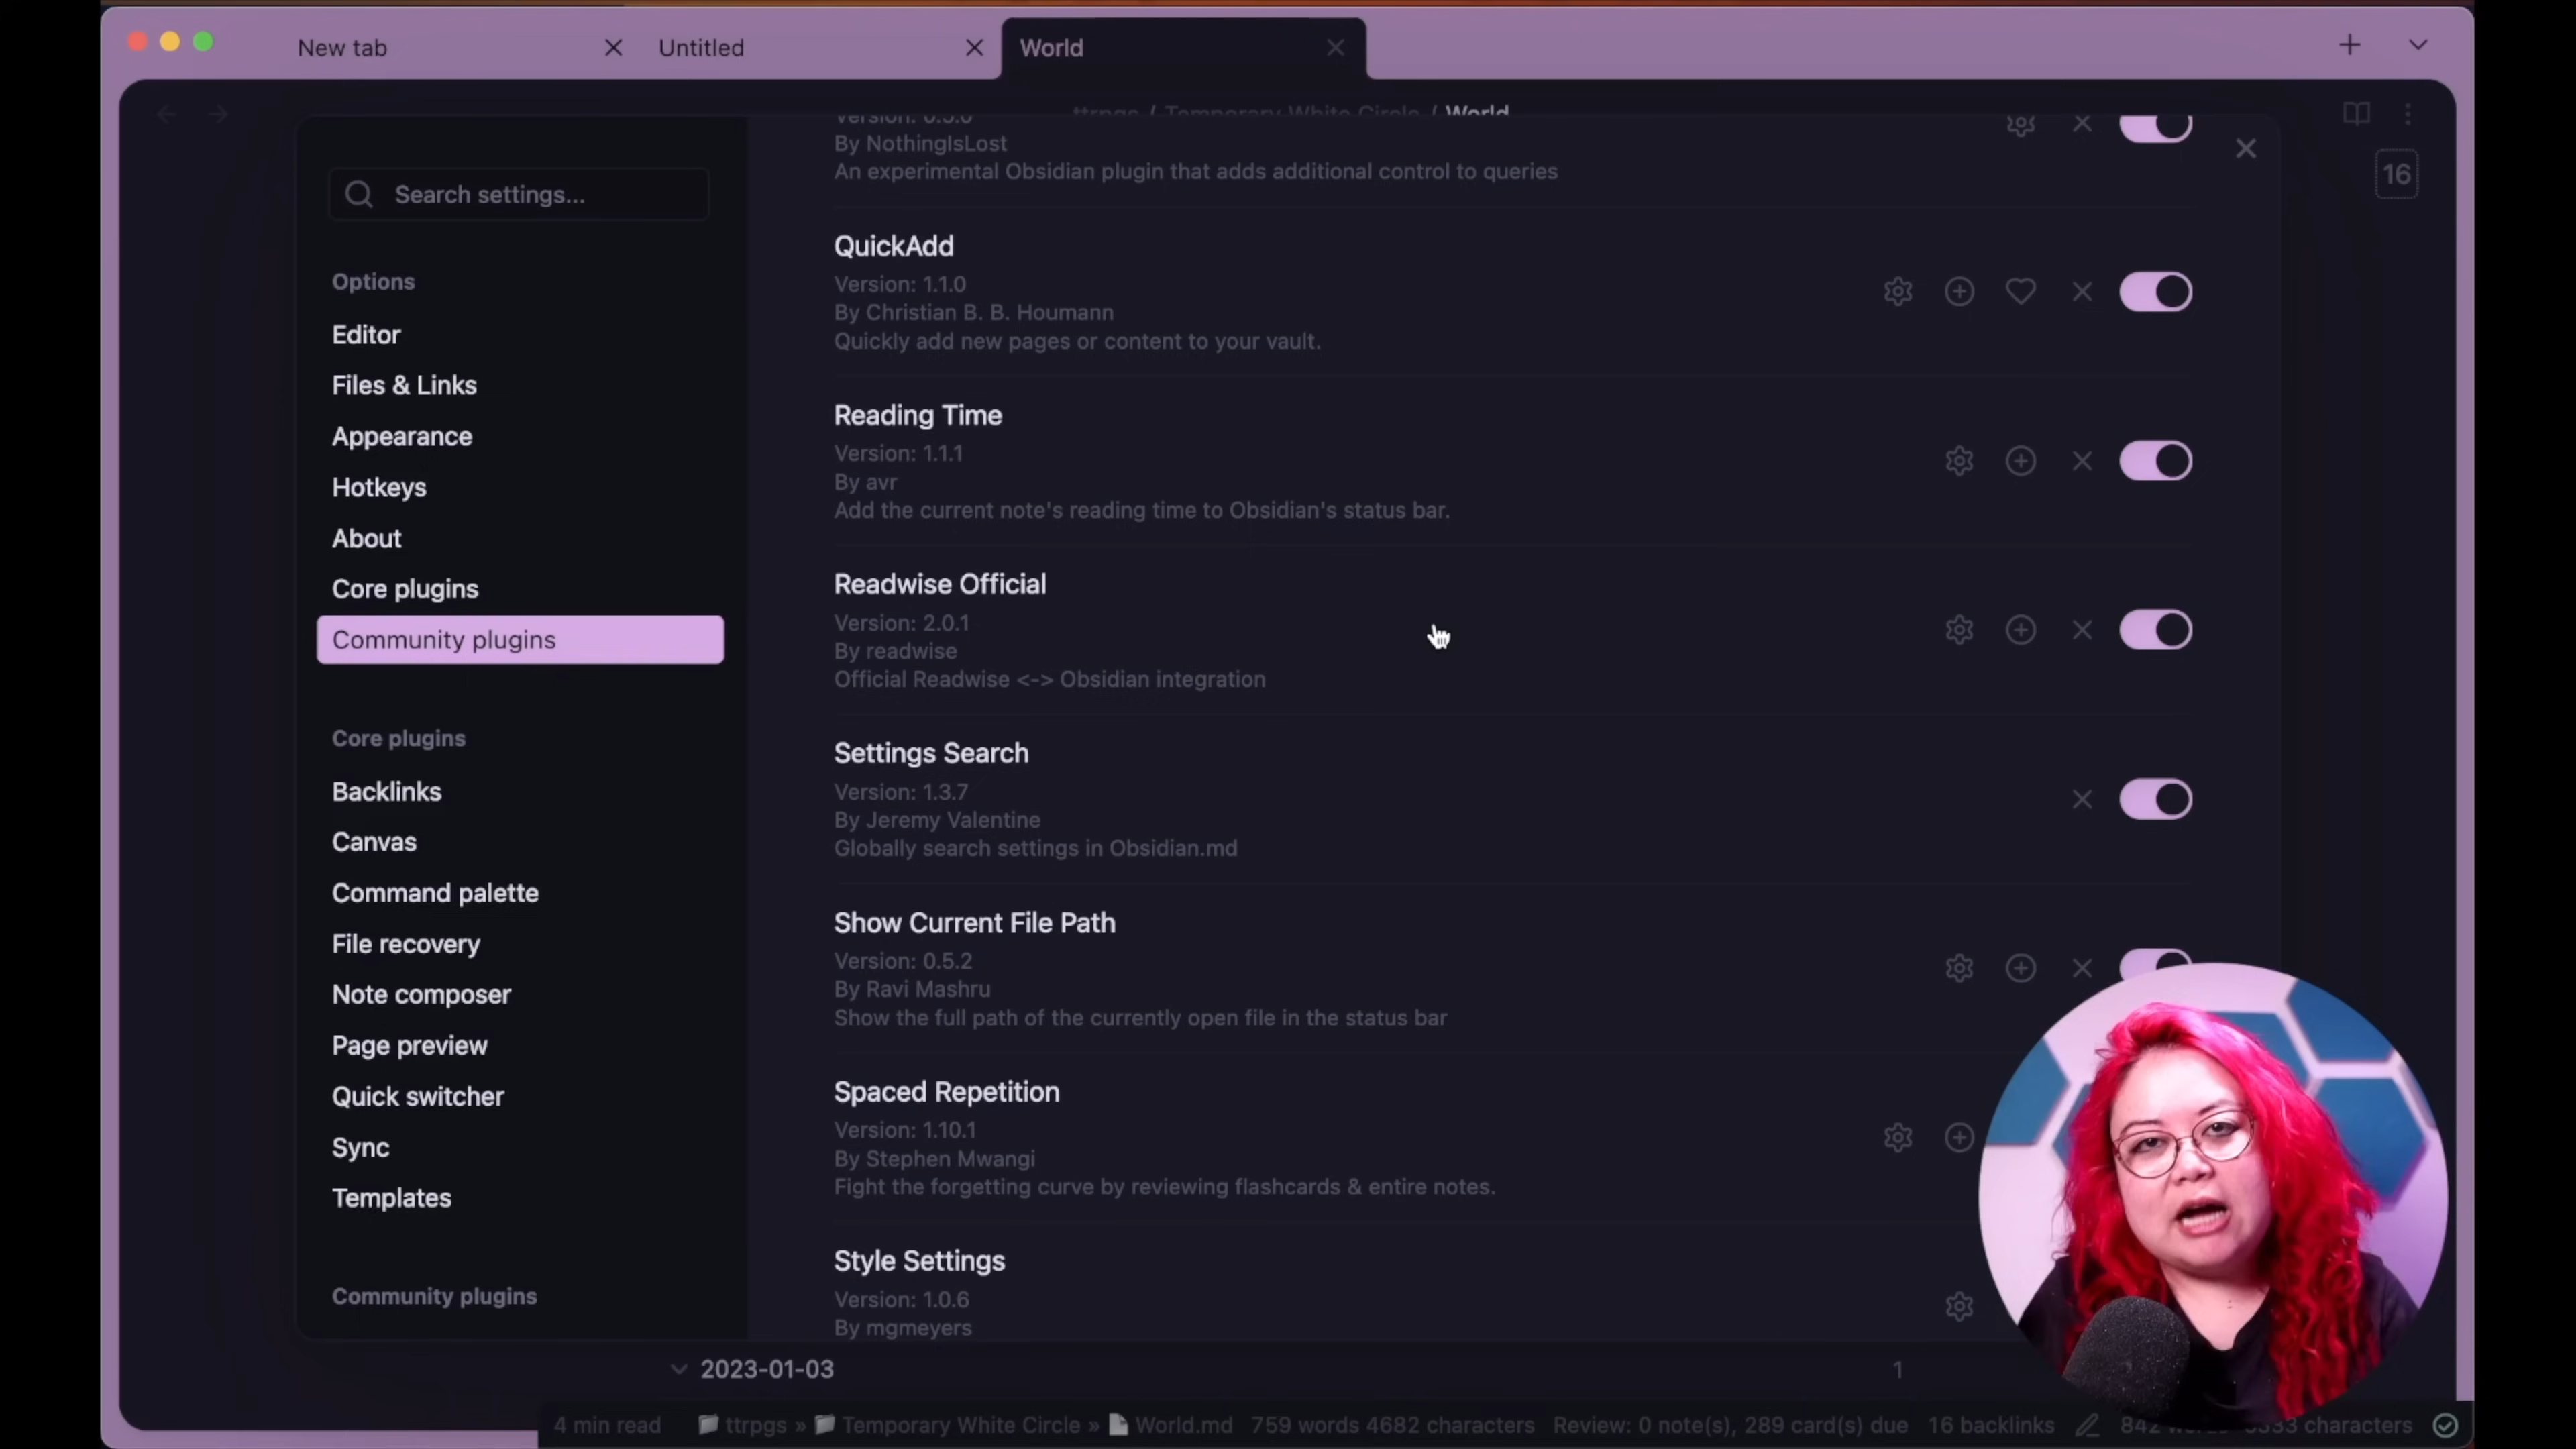 New tab
Untitled
World
ttrpgs / Temporary White Circle / World
16
Search settings...
Options
Editor
Files & Links
Appearance
Hotkeys
About
Core plugins
Community plugins
Core plugins
Backlinks
Canvas
Command palette
File recovery
Note composer
Page preview
Quick switcher
Sync
Templates
Community plugins
By NothingIsLost
An experimental Obsidian plugin that adds additional control to queries
QuickAdd
Version: 1.1.0
By Christian B. B. Houmann
Quickly add new pages or content to your vault.
Reading Time
Version: 1.1.1
By avr
Add the current note's reading time to Obsidian's status bar.
Readwise Official
Version: 2.0.1
By readwise
Official Readwise <-> Obsidian integration
Settings Search
Version: 1.3.7
By Jeremy Valentine
Globally search settings in Obsidian.md
Show Current File Path
Version: 0.5.2
By Ravi Mashru
Show the full path of the currently open file in the status bar
Spaced Repetition
Version: 1.10.1
By Stephen Mwangi
Fight the forgetting curve by reviewing flashcards & entire notes.
Style Settings
Version: 1.0.6
By mgmeyers
2023-01-03
1
4 min read ttrpgs » Temporary White Circle » World.md 759 words 4682 characters Review: 0 note(s), 289 card(s) due 16 backlinks characters